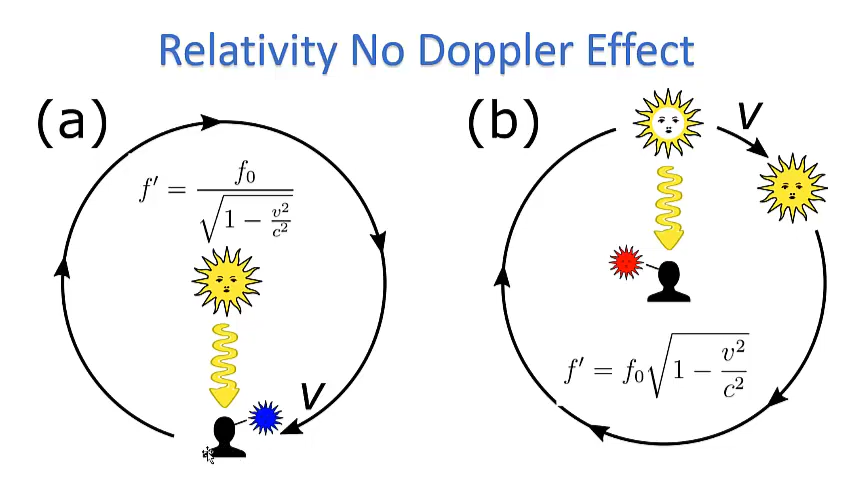 Relativity No Doppler Effect
(a)
f′ = f₀ / √(1 − v²/c²)
v
(b)
v
f′ = f₀ √(1 − v²/c²)